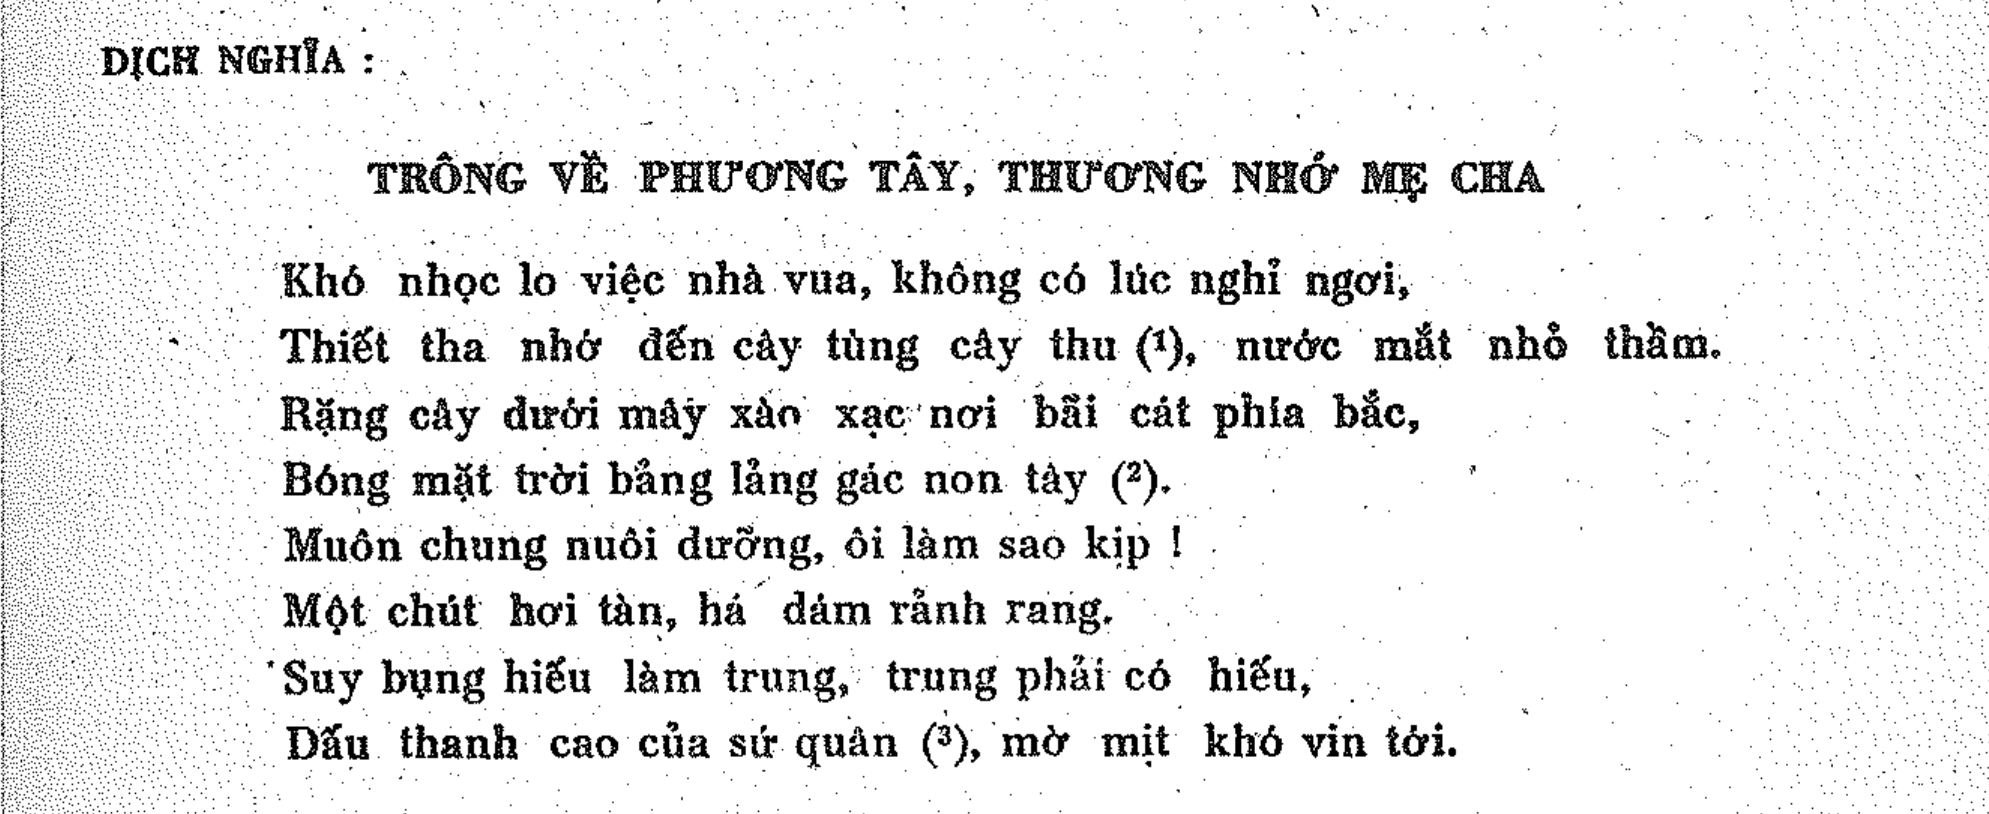 DỊCH NGHĨA :
TRÔNG VỀ PHƯƠNG TÂY, THƯƠNG NHỚ MẸ CHA
Khó nhọc lo việc nhà vua, không có lúc nghỉ ngơi,
Thiết tha nhớ đến cây tùng cây thu (¹), nước mắt nhỏ thầm.
Rặng cây dưới mây xào xạc nơi bãi cát phía bắc,
Bóng mặt trời bảng lảng gác non tây (²).
Muôn chung nuôi dưỡng, ôi làm sao kịp !
Một chút hơi tàn, há dám rảnh rang.
Suy bụng hiếu làm trung, trung phải có hiếu,
Dấu thanh cao của sứ quân (³), mờ mịt khó vin tới.